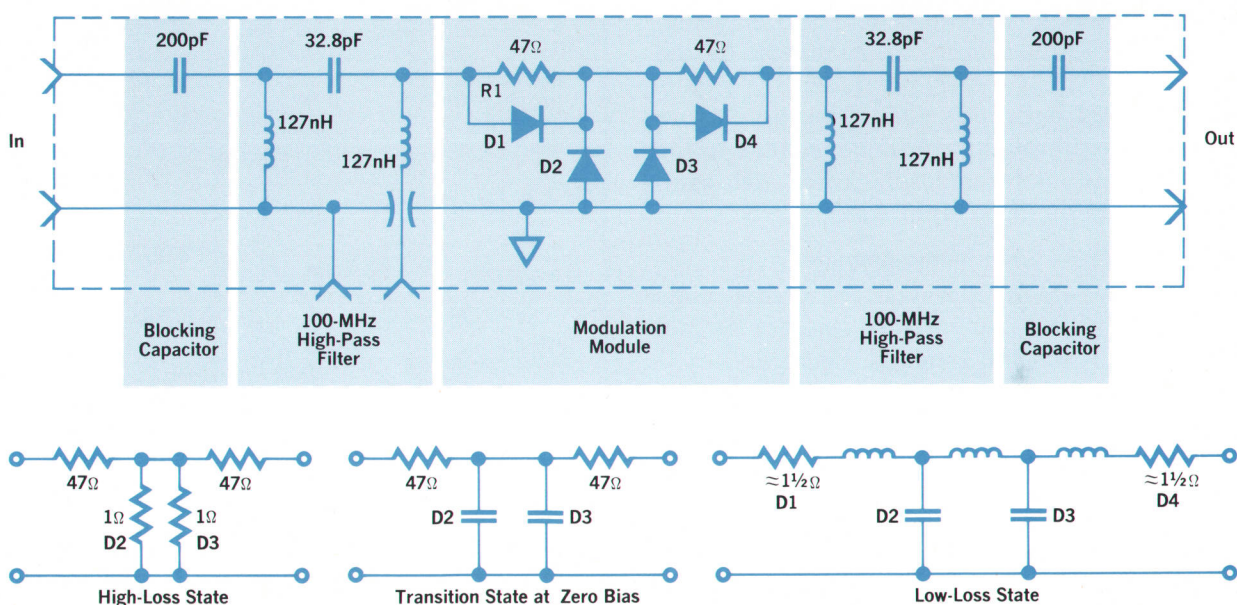 200pF
32.8pF
47Ω
47Ω
32.8pF
200pF
R1
127nH
D1
D4
127nH
In
127nH
D2
D3
127nH
Out
Blocking
Capacitor
100-MHz
High-Pass
Filter
Modulation
Module
100-MHz
High-Pass
Filter
Blocking
Capacitor
47Ω
47Ω
1Ω
D2
1Ω
D3
High-Loss State
47Ω
47Ω
D2
D3
Transition State at Zero Bias
≈1½Ω
D1
≈1½Ω
D4
D2
D3
Low-Loss State